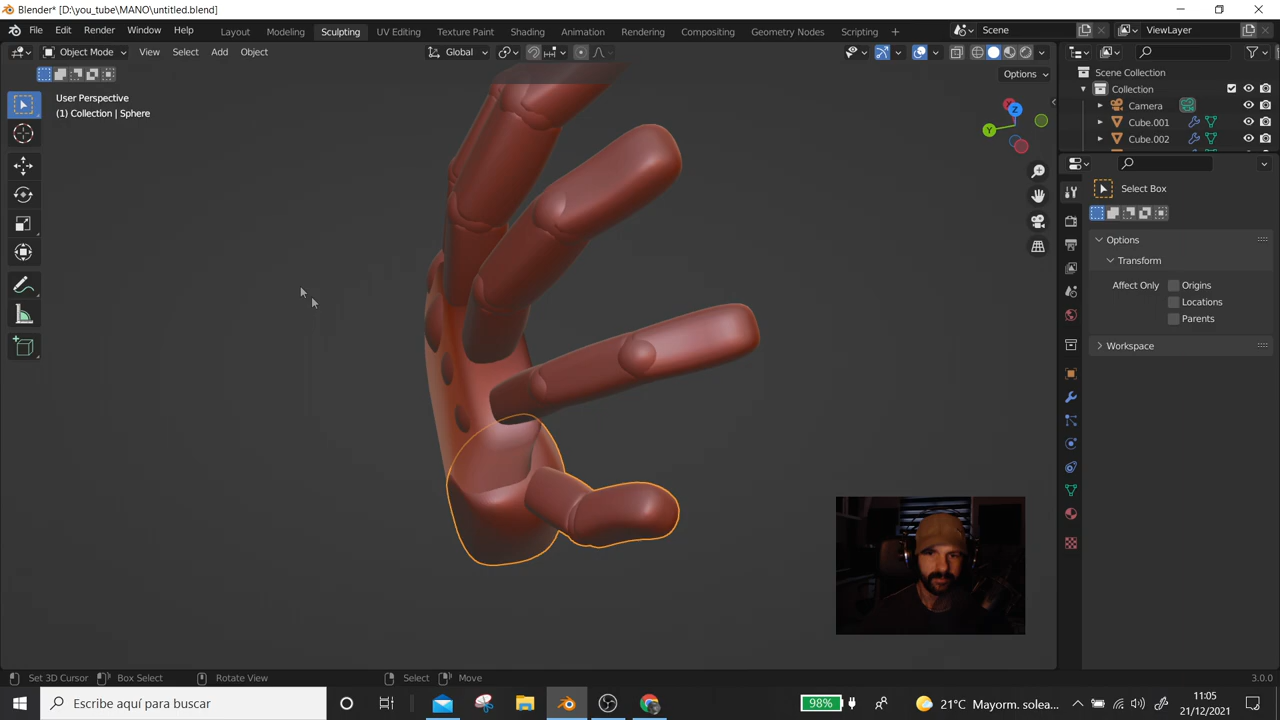 Blender* [D:\you_tube\MANO\untitled.blend]
File Edit Render Window Help Layout Modeling Sculpting UV Editing Texture Paint Shading Animation Rendering Compositing Geometry Nodes Scripting + Scene ViewLayer
Object Mode View Select Add Object Global
Options
User Perspective
(1) Collection | Sphere
Z
Y
Scene Collection
Collection
Camera
Cube.001
Cube.002
Select Box
Options
Transform
Affect Only Origins
Locations
Parents
Workspace
Set 3D Cursor Box Select Rotate View Select Move 3.0.0
Escribe aquí para buscar 98% 21°C Mayorm. solea... 11:05
21/12/2021